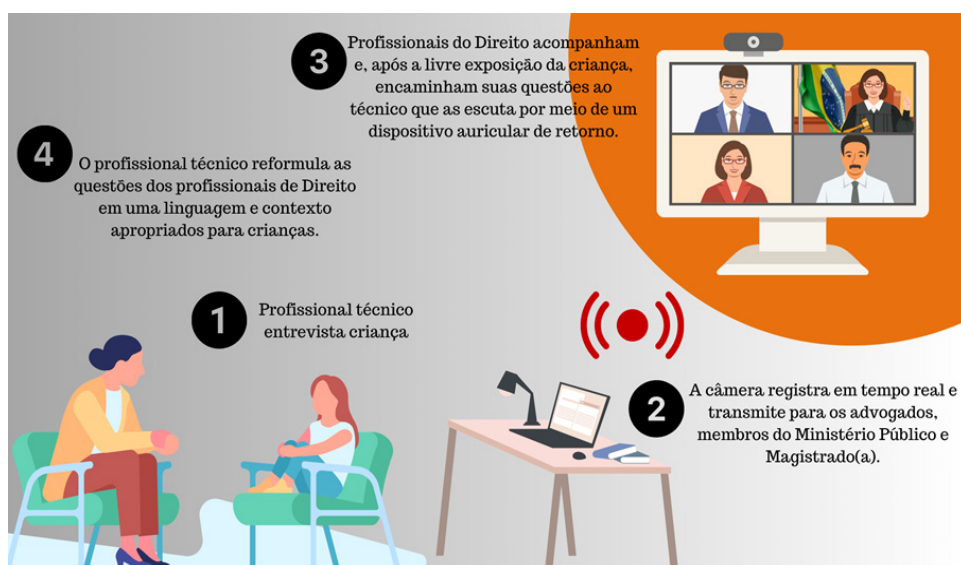 3
Profissionais do Direito acompanham
e, após a livre exposição da criança,
encaminham suas questões ao
técnico que as escuta por meio de um
dispositivo auricular de retorno.
4
O profissional técnico reformula as
questões dos profissionais de Direito
em uma linguagem e contexto
apropriados para crianças.
1
Profissional técnico
entrevista criança
2
A câmera registra em tempo real e
transmite para os advogados,
membros do Ministério Público e
Magistrado(a).